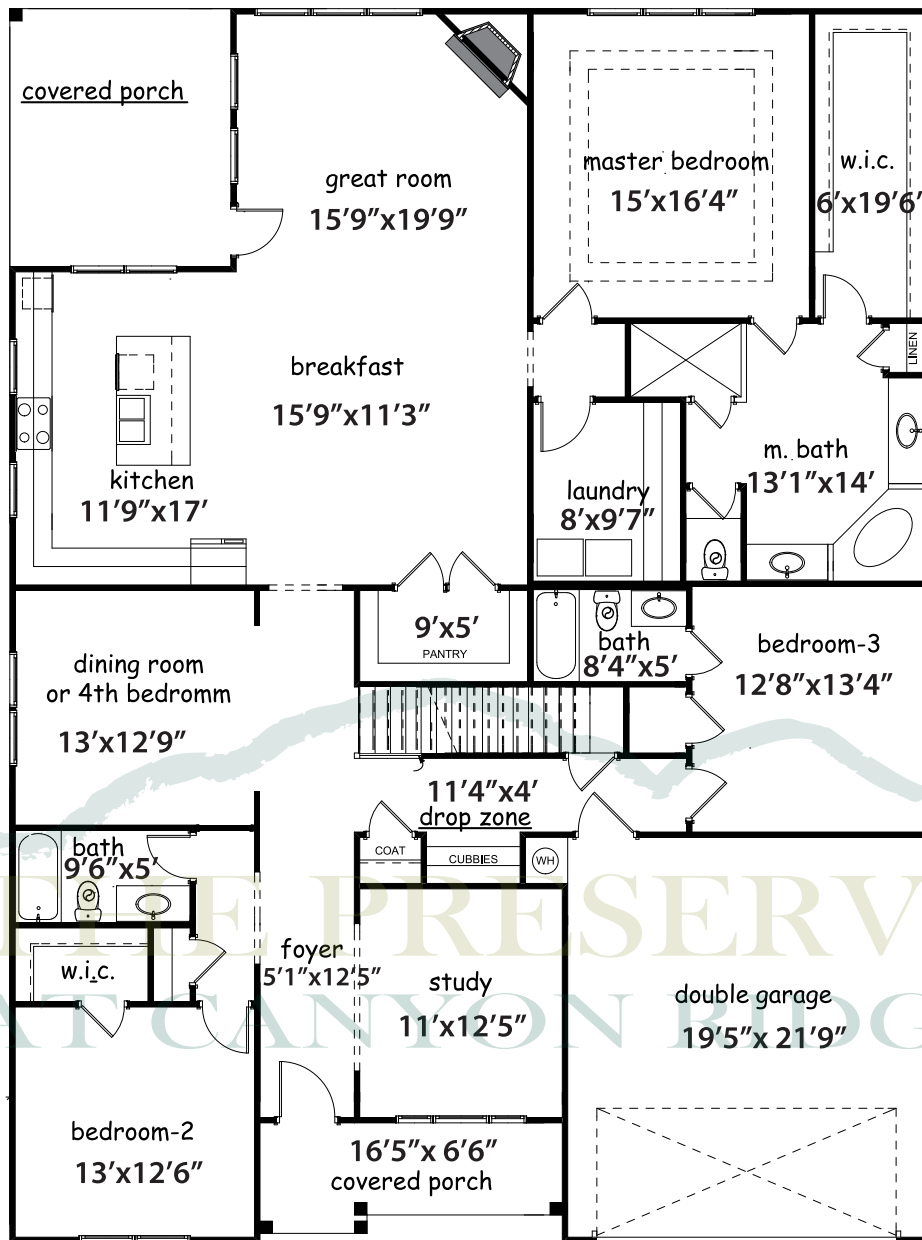 covered porch
great room
15'9"x19'9"
master bedroom
15'x16'4"
w.i.c.
6'x19'6"
breakfast
15'9"x11'3"
kitchen
11'9"x17'
LINEN
m. bath
13'1"x14'
laundry
8'x9'7"
9'x5'
PANTRY
bath
8'4"x5'
bedroom-3
12'8"x13'4"
dining room
or 4th bedromm
13'x12'9"
11'4"x4'
drop zone
COAT
CUBBIES
WH
bath
9'6"x5'
w.i.c.
foyer
5'1"x12'5"
study
11'x12'5"
double garage
19'5"x 21'9"
THE PRESERV
AT CANYON RIDG
bedroom-2
13'x12'6"
16'5"x 6'6"
covered porch